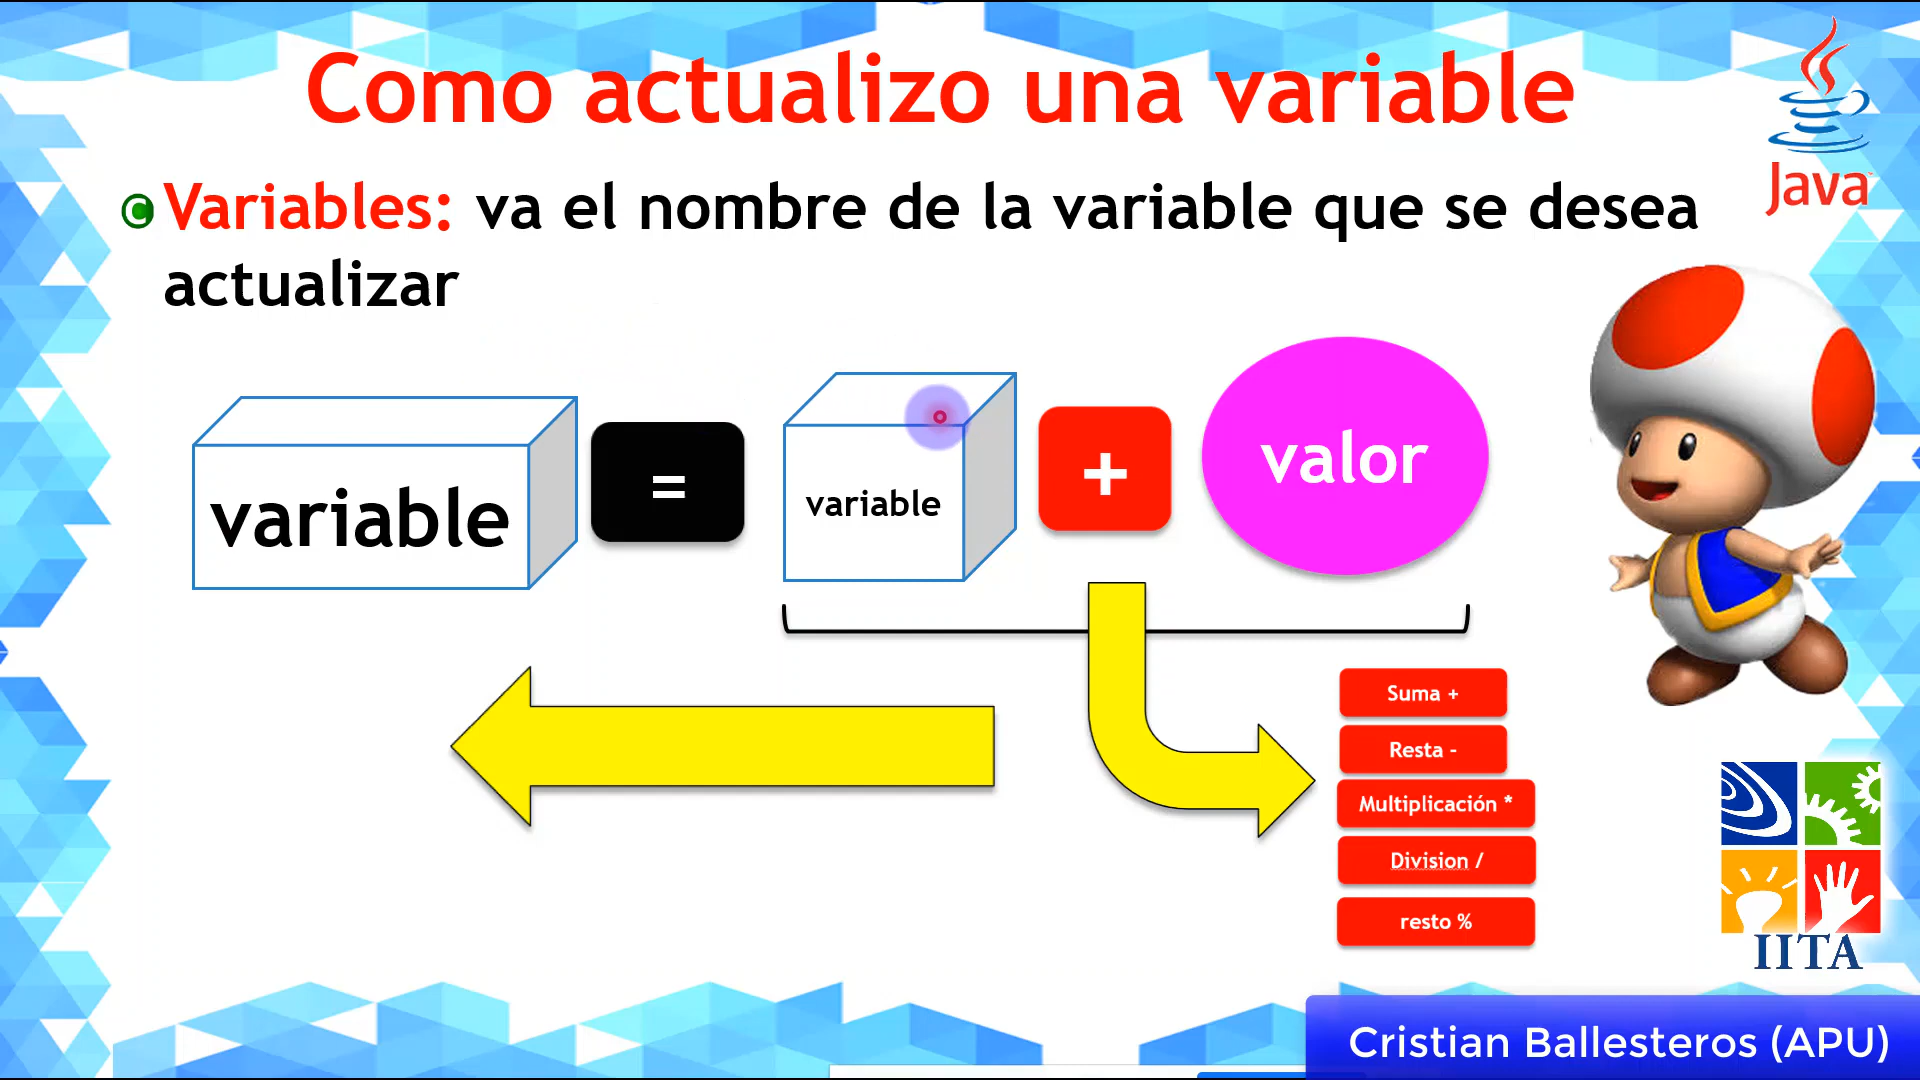 Como actualizo una variable
Java
Variables: va el nombre de la variable que se desea
actualizar
variable
=
variable
+
valor
Suma +
Resta -
Multiplicación *
Division /
resto %
IITA
Cristian Ballesteros (APU)